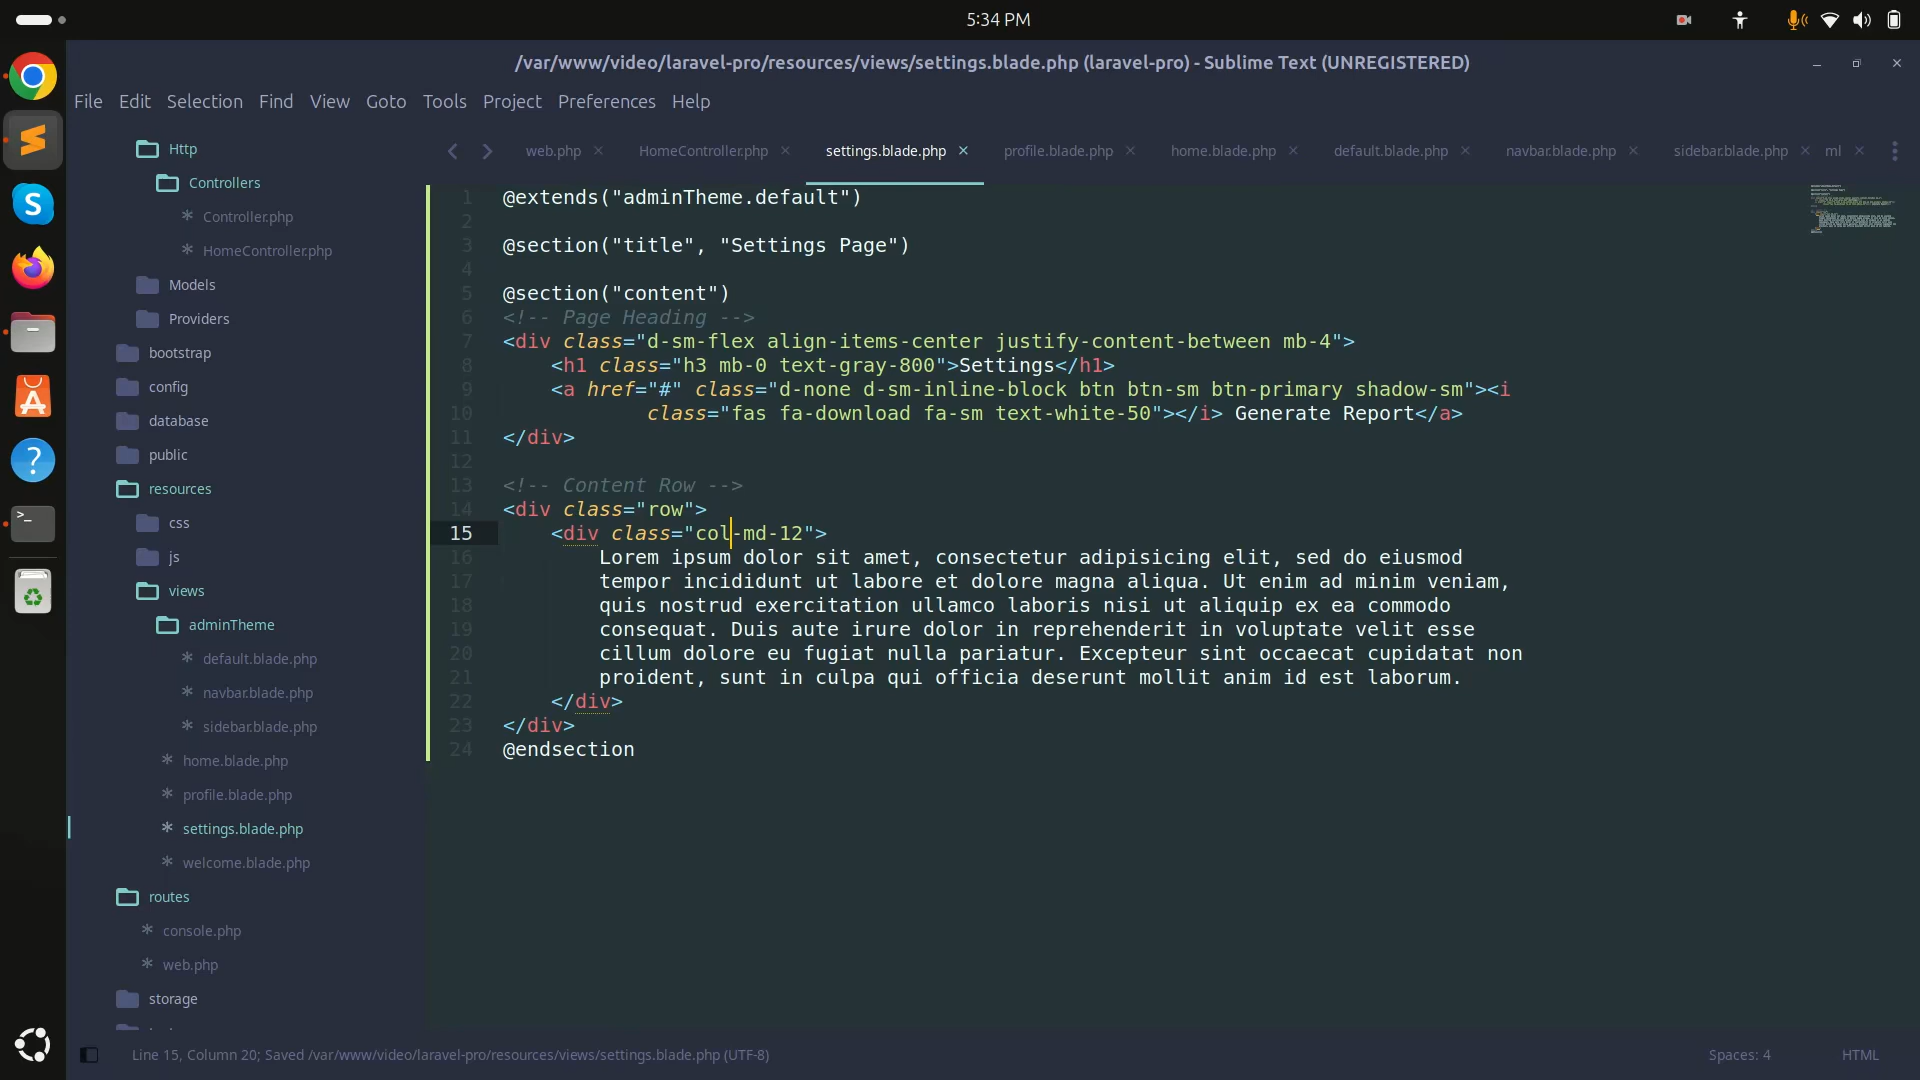 5:34 PM
/var/www/video/laravel-pro/resources/views/settings.blade.php (laravel-pro) - Sublime Text (UNREGISTERED)
File Edit Selection Find View Goto Tools Project Preferences Help
Http
Controllers
Controller.php
HomeController.php
Models
Providers
bootstrap
config
database
public
resources
css
js
views
adminTheme
default.blade.php
navbar.blade.php
sidebar.blade.php
home.blade.php
profile.blade.php
settings.blade.php
welcome.blade.php
routes
console.php
web.php
storage
web.php HomeController.php settings.blade.php profile.blade.php home.blade.php default.blade.php navbar.blade.php sidebar.blade.php ml
1 @extends("adminTheme.default")
2
3 @section("title", "Settings Page")
4
5 @section("content")
6 <!-- Page Heading -->
7 <div class="d-sm-flex align-items-center justify-content-between mb-4">
8 <h1 class="h3 mb-0 text-gray-800">Settings</h1>
9 <a href="#" class="d-none d-sm-inline-block btn btn-sm btn-primary shadow-sm"><i
10 class="fas fa-download fa-sm text-white-50"></i> Generate Report</a>
11 </div>
12
13 <!-- Content Row -->
14 <div class="row">
15 <div class="col-md-12">
16 Lorem ipsum dolor sit amet, consectetur adipisicing elit, sed do eiusmod
17 tempor incididunt ut labore et dolore magna aliqua. Ut enim ad minim veniam,
18 quis nostrud exercitation ullamco laboris nisi ut aliquip ex ea commodo
19 consequat. Duis aute irure dolor in reprehenderit in voluptate velit esse
20 cillum dolore eu fugiat nulla pariatur. Excepteur sint occaecat cupidatat non
21 proident, sunt in culpa qui officia deserunt mollit anim id est laborum.
22 </div>
23 </div>
24 @endsection
Line 15, Column 20; Saved /var/www/video/laravel-pro/resources/views/settings.blade.php (UTF-8)
Spaces: 4 HTML